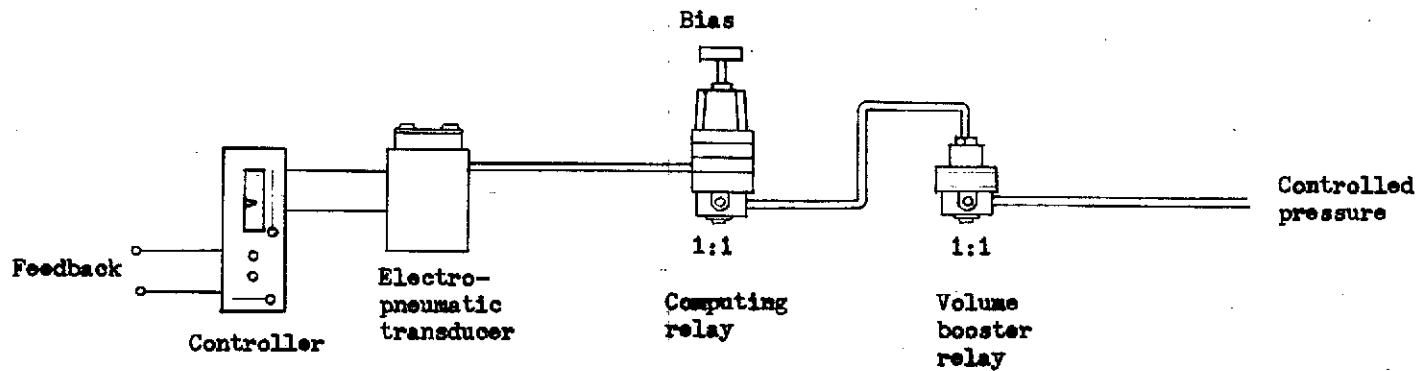 Bias
Controlled
pressure
1:1
1:1
Feedback
Electro-
pneumatic
transducer
Computing
relay
Volume
booster
relay
Controller